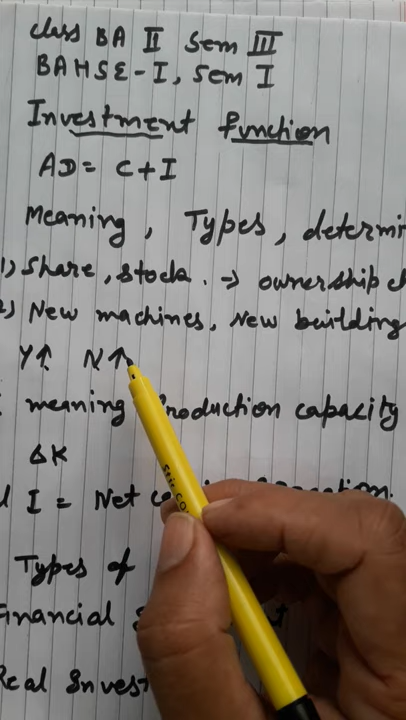 class BA II Sem III
BAHSE-I, Sem I
Investment function
AD = C+I
Meaning, Types, determi
1) Share, stock. → ownership c
2) New machines, New building
Y↑ N↑
meaning Production capacity
ΔK
I = Net
Types of
Financial
Real Invest